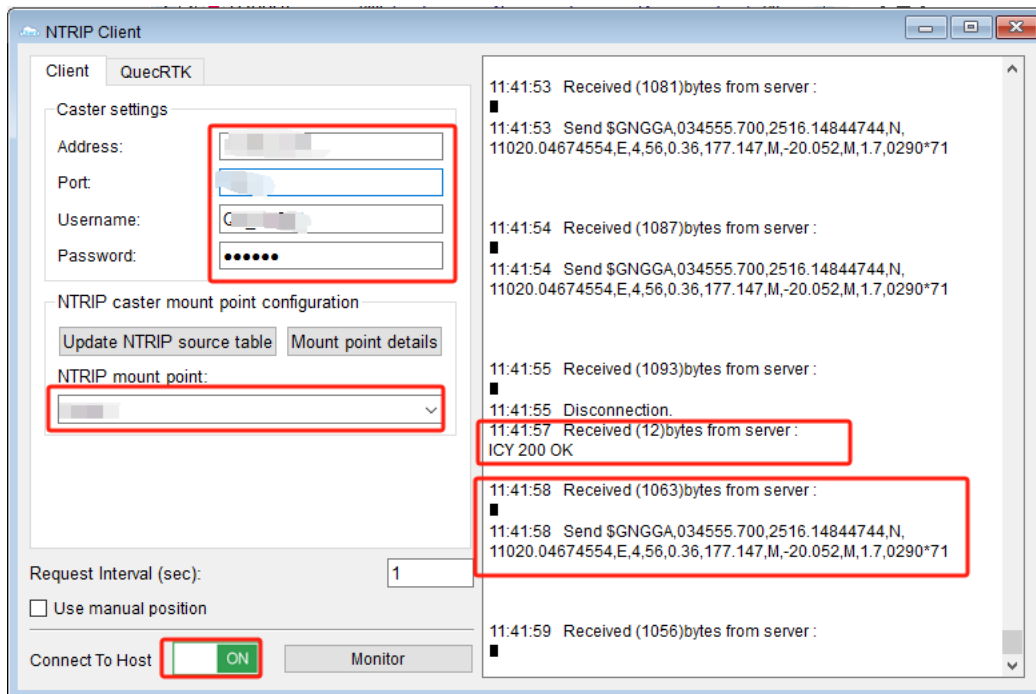 NTRIP Client
Client QuecRTK
Caster settings
Address:
Port:
Username:
Password: ●●●●●●
NTRIP caster mount point configuration
Update NTRIP source table Mount point details
NTRIP mount point:
Request Interval (sec): 1
Use manual position
Connect To Host ON Monitor
11:41:53 Received (1081)bytes from server :
11:41:53 Send $GNGGA,034555.700,2516.14844744,N,
11020.04674554,E,4,56,0.36,177.147,M,-20.052,M,1.7,0290*71
11:41:54 Received (1087)bytes from server :
11:41:54 Send $GNGGA,034555.700,2516.14844744,N,
11020.04674554,E,4,56,0.36,177.147,M,-20.052,M,1.7,0290*71
11:41:55 Received (1093)bytes from server :
11:41:55 Disconnection.
11:41:57 Received (12)bytes from server :
ICY 200 OK
11:41:58 Received (1063)bytes from server :
11:41:58 Send $GNGGA,034555.700,2516.14844744,N,
11020.04674554,E,4,56,0.36,177.147,M,-20.052,M,1.7,0290*71
11:41:59 Received (1056)bytes from server :